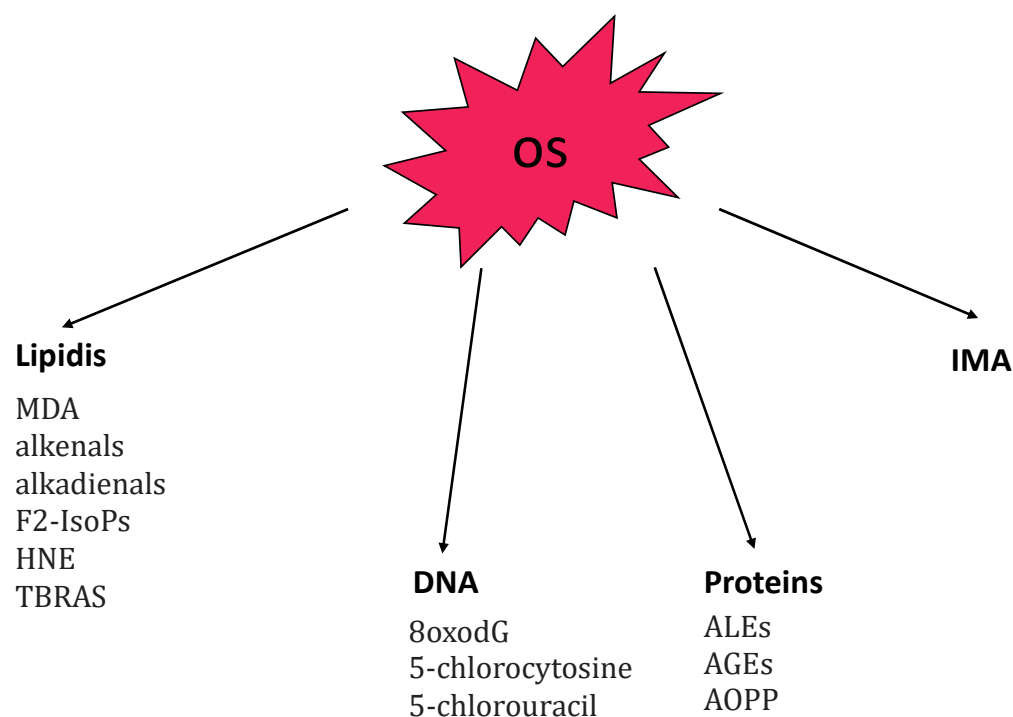 OS
Lipidis
MDA
alkenals
alkadienals
F2-IsoPs
HNE
TBRAS
DNA
8oxodG
5-chlorocytosine
5-chlorouracil
Proteins
ALEs
AGEs
AOPP
IMA